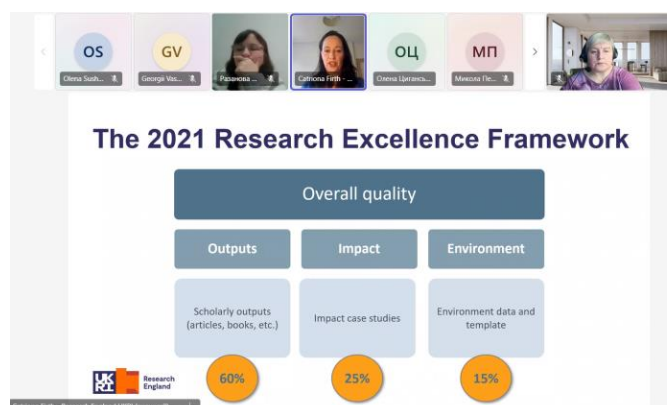 OS
GV
ОЦ
МП
Olena Sush...
Georgii Vas...
Разанова ...
Catriona Firth - ...
Олена Цигансь...
Микола Пе...
The 2021 Research Excellence Framework
Overall quality
Outputs
Impact
Environment
Scholarly outputs
(articles, books, etc.)
Impact case studies
Environment data and
template
60%
25%
15%
UKRI
Research
England